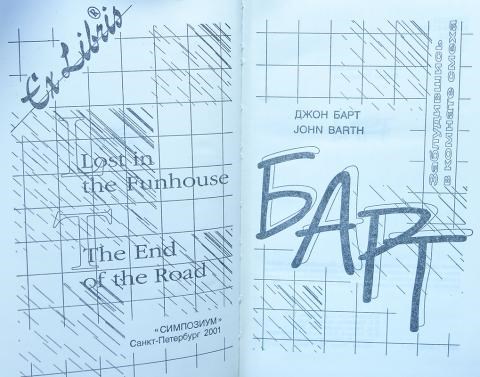 Ex Libris®
Lost in
the Funhouse
The End
of the Road
"СИМПОЗИУМ"
Санкт-Петербург 2001
ДЖОН БАРТ
JOHN BARTH
БАРТ
Заблудившись
в комнате смеха